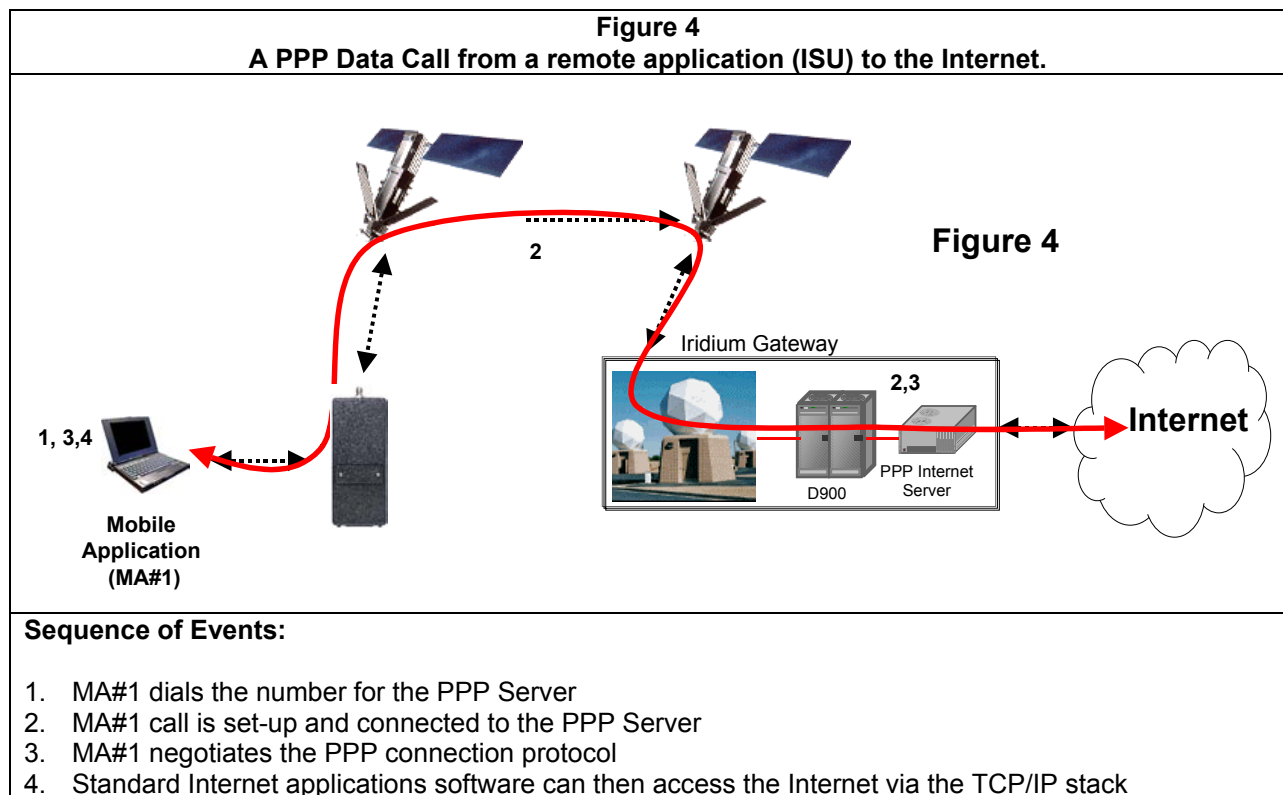 Figure 4
A PPP Data Call from a remote application (ISU) to the Internet.
2
Figure 4
Iridium Gateway
2,3
Internet
1, 3,4
D900
PPP Internet
Server
Mobile
Application
(MA#1)
Sequence of Events:
1. MA#1 dials the number for the PPP Server
2. MA#1 call is set-up and connected to the PPP Server
3. MA#1 negotiates the PPP connection protocol
4. Standard Internet applications software can then access the Internet via the TCP/IP stack